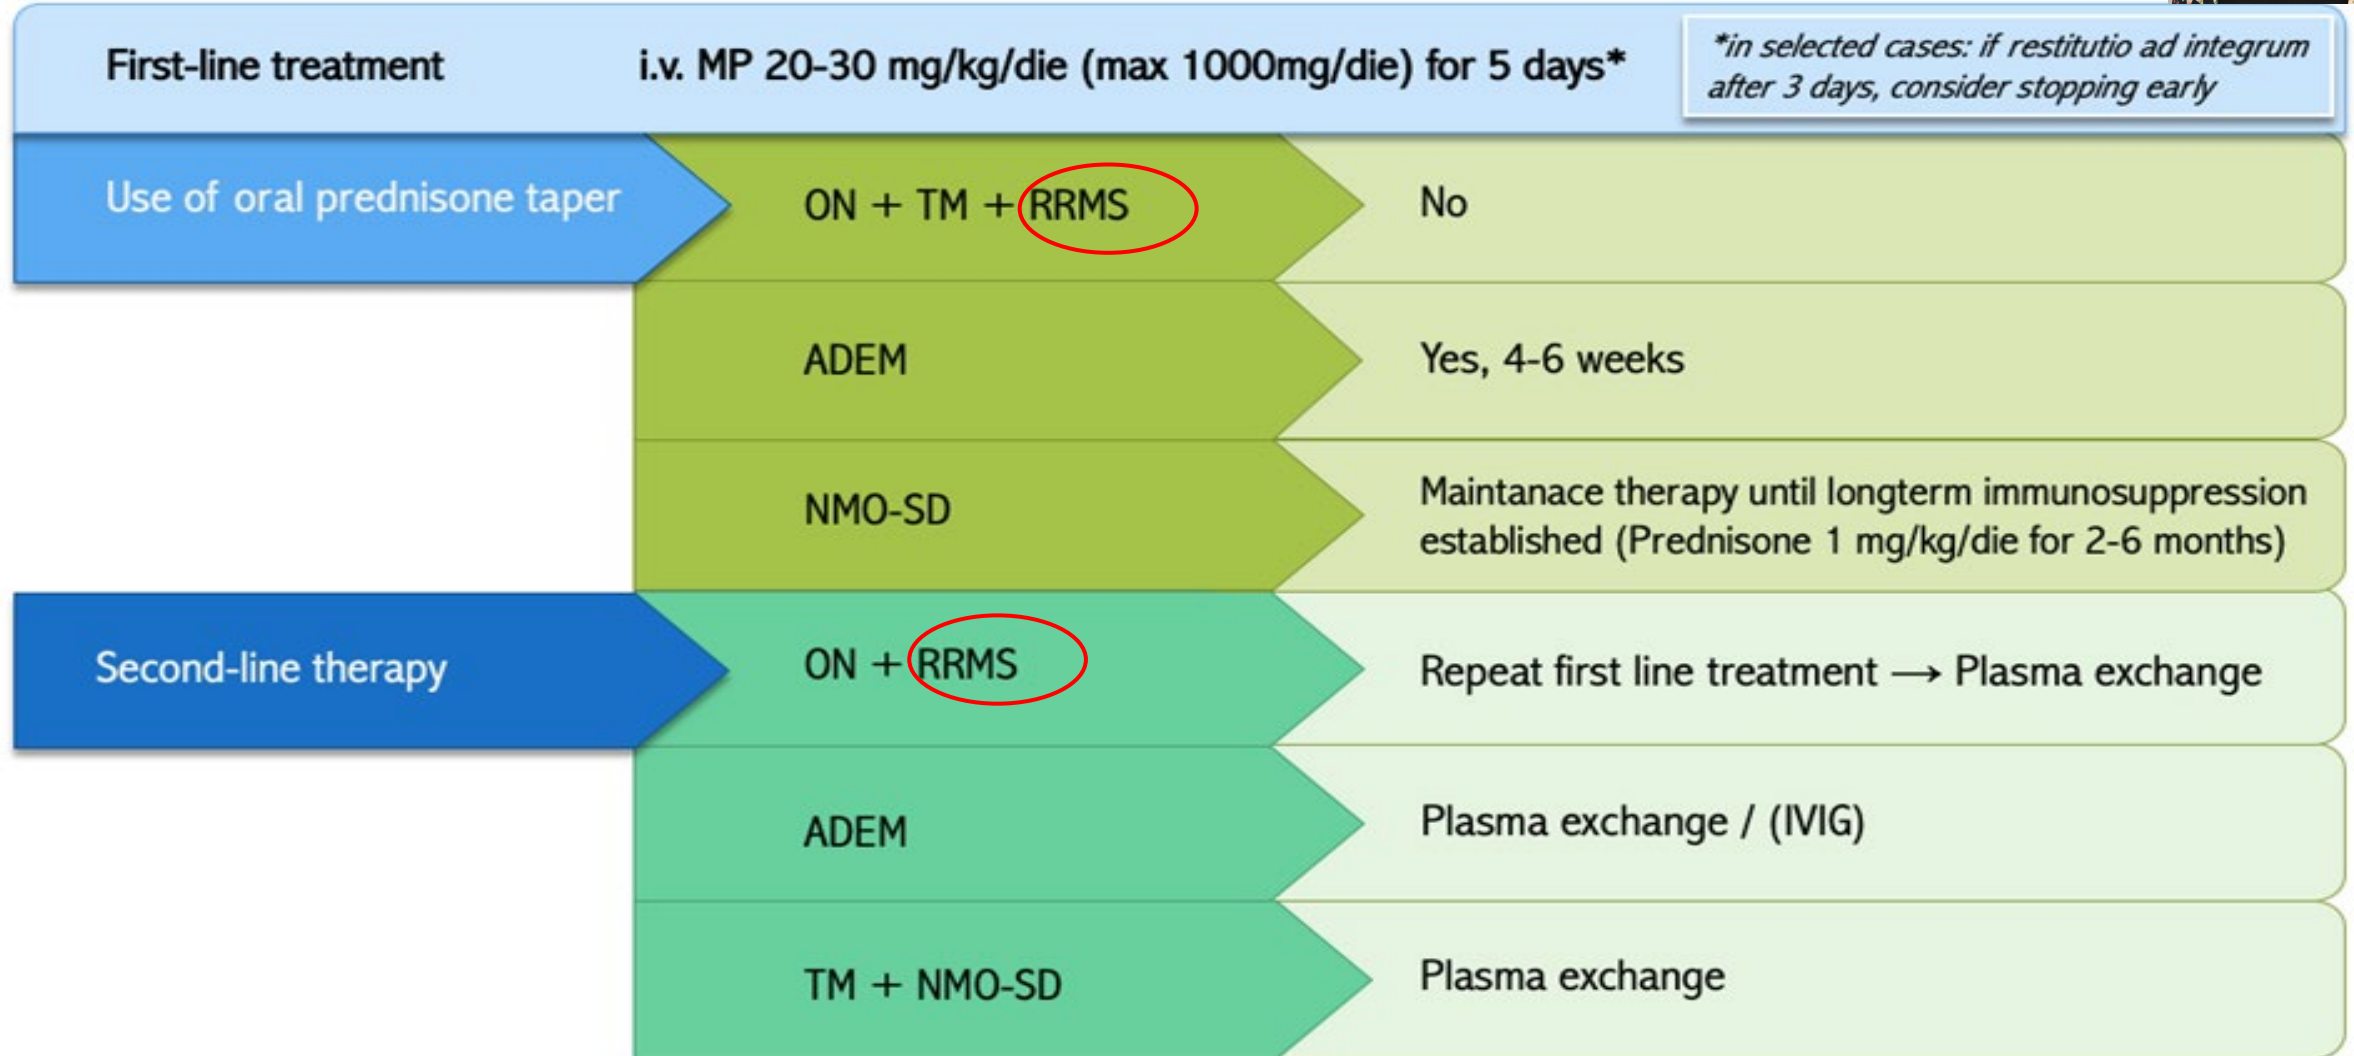 First-line treatment
i.v. MP 20-30 mg/kg/die (max 1000mg/die) for 5 days*
*in selected cases: if restitutio ad integrum
after 3 days, consider stopping early
Use of oral prednisone taper
ON + TM + RRMS
No
ADEM
Yes, 4-6 weeks
NMO-SD
Maintanace therapy until longterm immunosuppression
established (Prednisone 1 mg/kg/die for 2-6 months)
Second-line therapy
ON + RRMS
Repeat first line treatment → Plasma exchange
ADEM
Plasma exchange / (IVIG)
TM + NMO-SD
Plasma exchange